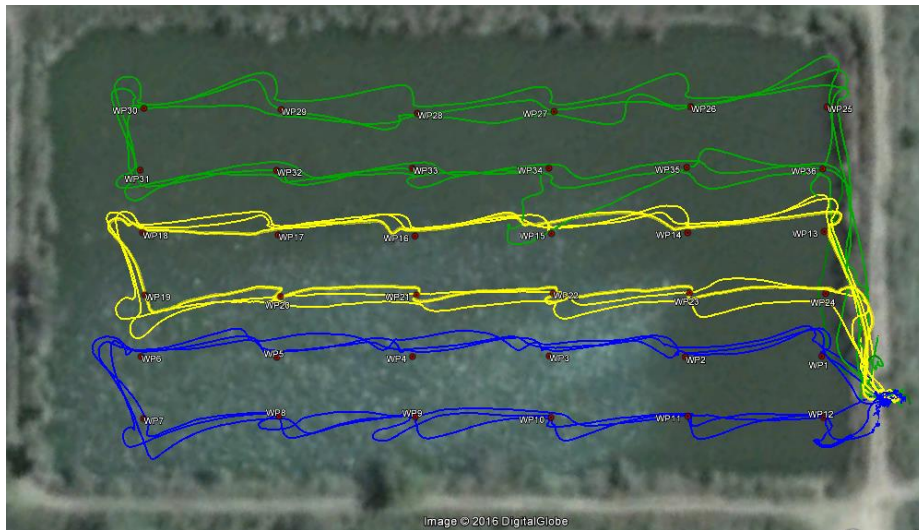 WP30 WP29 WP28 WP27 WP26 WP25
WP31 WP32 WP33 WP34 WP35 WP36
WP18 WP17 WP16 WP15 WP14 WP13
WP19 WP20 WP21 WP22 WP23 WP24
WP6 WP5 WP4 WP3 WP2 WP1
WP7 WP8 WP9 WP10 WP11 WP12
Image © 2016 DigitalGlobe